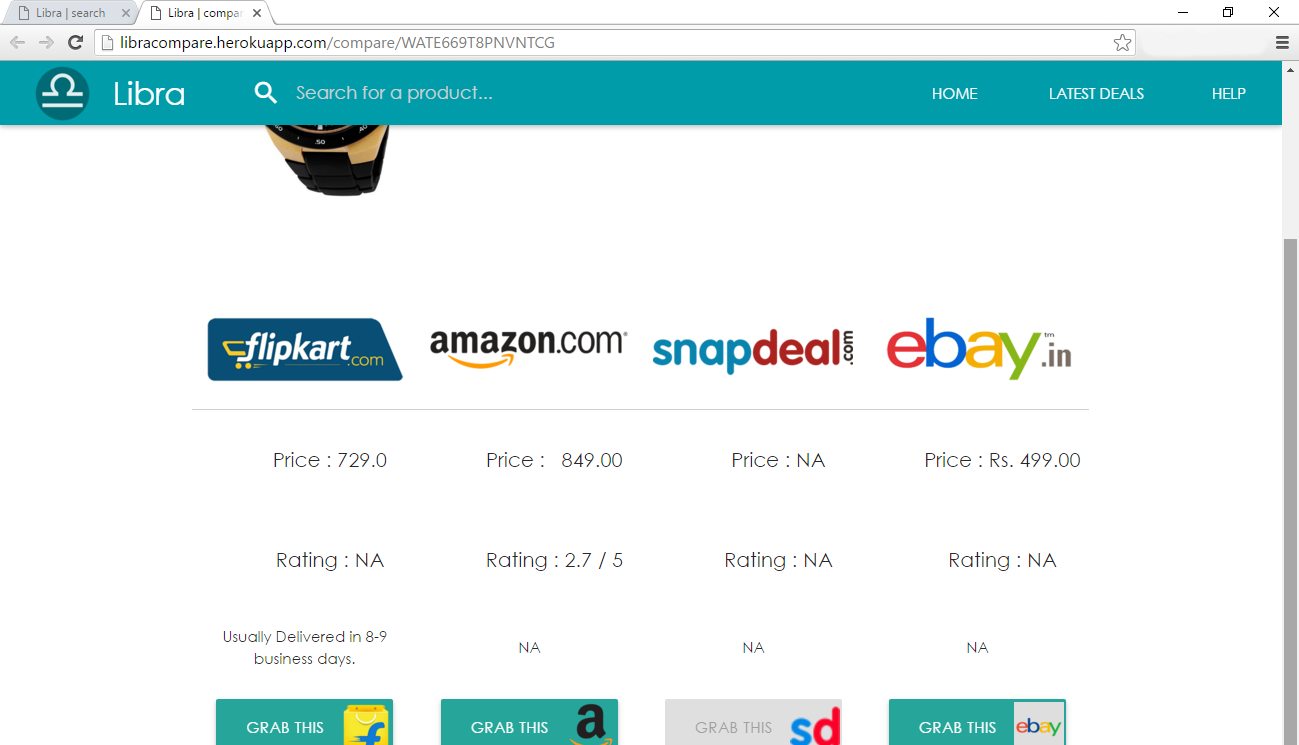 Libra | search
Libra | compar
libracompare.herokuapp.com/compare/WATE669T8PNVNTCG
Libra
Search for a product...
HOME
LATEST DEALS
HELP
50
flipkart.com
amazon.com
snapdeal.com
ebay.in™
Price : 729.0
Price : 849.00
Price : NA
Price : Rs. 499.00
Rating : NA
Rating : 2.7 / 5
Rating : NA
Rating : NA
Usually Delivered in 8-9
business days.
NA
NA
NA
GRAB THIS
f
GRAB THIS
a
GRAB THIS
sd
GRAB THIS
ebay